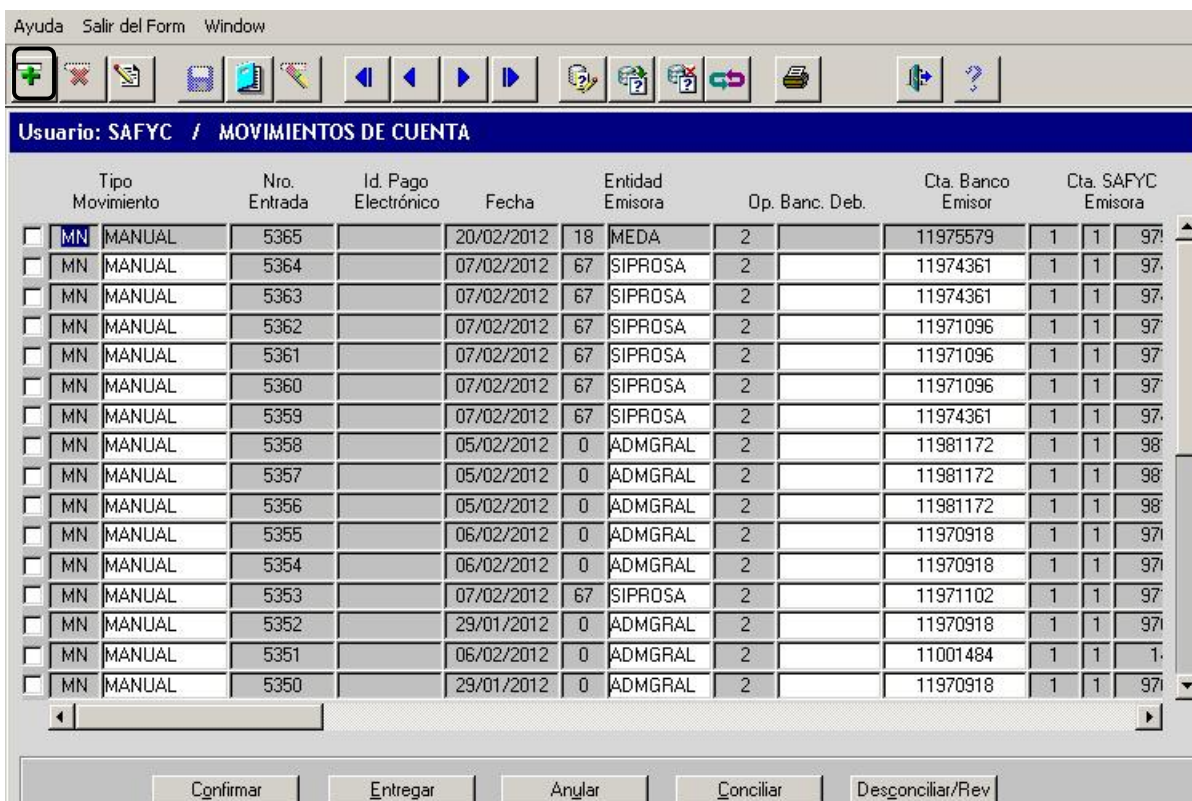 Ayuda Salir del Form Window
Usuario: SAFYC / MOVIMIENTOS DE CUENTA
Tipo Movimiento Nro. Entrada Id. Pago Electrónico Fecha Entidad Emisora Op. Banc. Deb. Cta. Banco Emisor Cta. SAFYC Emisora
MN MANUAL 5365 20/02/2012 18 MEDA 2 11975579 1 1
MN MANUAL 5364 07/02/2012 67 SIPROSA 2 11974361 1 1
MN MANUAL 5363 07/02/2012 67 SIPROSA 2 11974361 1 1
MN MANUAL 5362 07/02/2012 67 SIPROSA 2 11971096 1 1
MN MANUAL 5361 07/02/2012 67 SIPROSA 2 11971096 1 1
MN MANUAL 5360 07/02/2012 67 SIPROSA 2 11971096 1 1
MN MANUAL 5359 07/02/2012 67 SIPROSA 2 11974361 1 1
MN MANUAL 5358 05/02/2012 0 ADMGRAL 2 11981172 1 1
MN MANUAL 5357 05/02/2012 0 ADMGRAL 2 11981172 1 1
MN MANUAL 5356 05/02/2012 0 ADMGRAL 2 11981172 1 1
MN MANUAL 5355 06/02/2012 0 ADMGRAL 2 11970918 1 1
MN MANUAL 5354 06/02/2012 0 ADMGRAL 2 11970918 1 1
MN MANUAL 5353 07/02/2012 67 SIPROSA 2 11971102 1 1
MN MANUAL 5352 29/01/2012 0 ADMGRAL 2 11970918 1 1
MN MANUAL 5351 06/02/2012 0 ADMGRAL 2 11001484 1 1
MN MANUAL 5350 29/01/2012 0 ADMGRAL 2 11970918 1 1
Confirmar Entregar Anular Conciliar Desconciliar/Rev